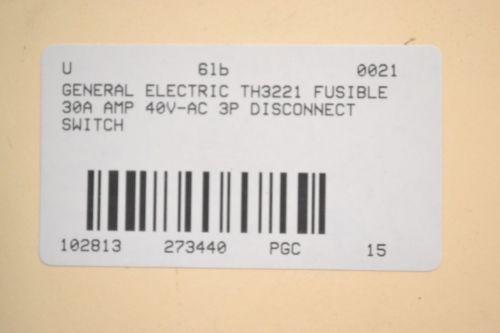 U 61b 0021
GENERAL ELECTRIC TH3221 FUSIBLE
30A AMP 40V-AC 3P DISCONNECT
SWITCH
102813 273440 PGC 15